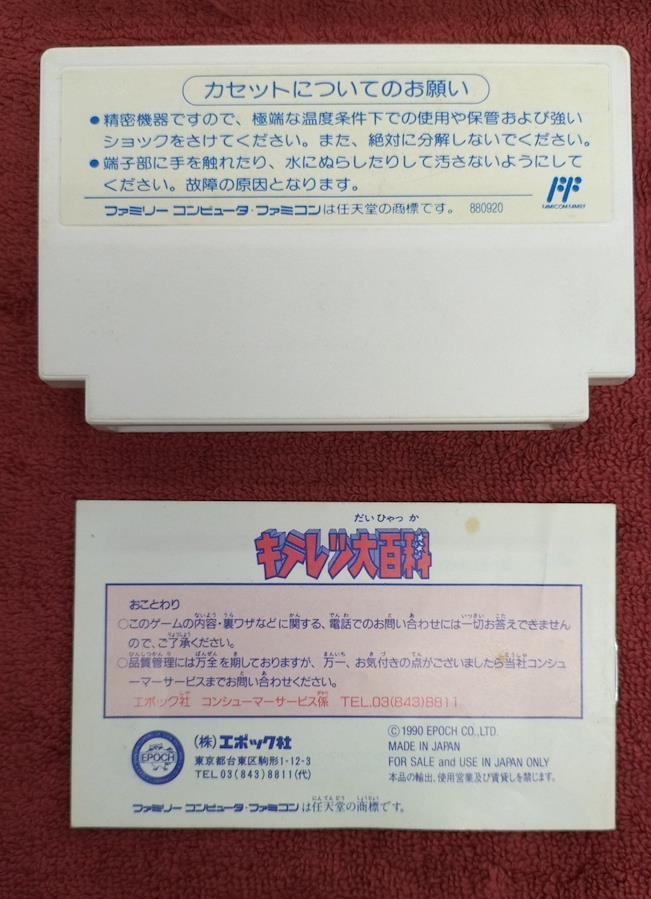 カセットについてのお願い
●精密機器ですので、極端な温度条件下での使用や保管および強い
ショックをさけてください。また、絶対に分解しないでください。
●端子部に手を触れたり、水にぬらしたりして汚さないようにして
ください。故障の原因となります。
ファミリー コンピュータ・ファミコンは任天堂の商標です。 880920
FF
FAMICOM FAMILY
だいひゃっか
キテレツ大百科
おことわり
○このゲームの内容・裏ワザなどに関する、電話でのお問い合わせには一切お答えできません
ので、ご了承ください。
○品質管理には万全を期しておりますが、万一、お気付きの点がございましたら当社コンシュ
ーマーサービスまでお問い合わせください。
エポック社 コンシューマーサービス係 TEL.03(843)8811
EPOCH
(株)エポック社
東京都台東区駒形1-12-3
TEL 03(843)8811(代)
Ⓒ1990 EPOCH CO.,LTD.
MADE IN JAPAN
FOR SALE and USE IN JAPAN ONLY
本品の輸出、使用営業及び賃貸しを禁じます。
ファミリー コンピュータ・ファミコンは任天堂の商標です。